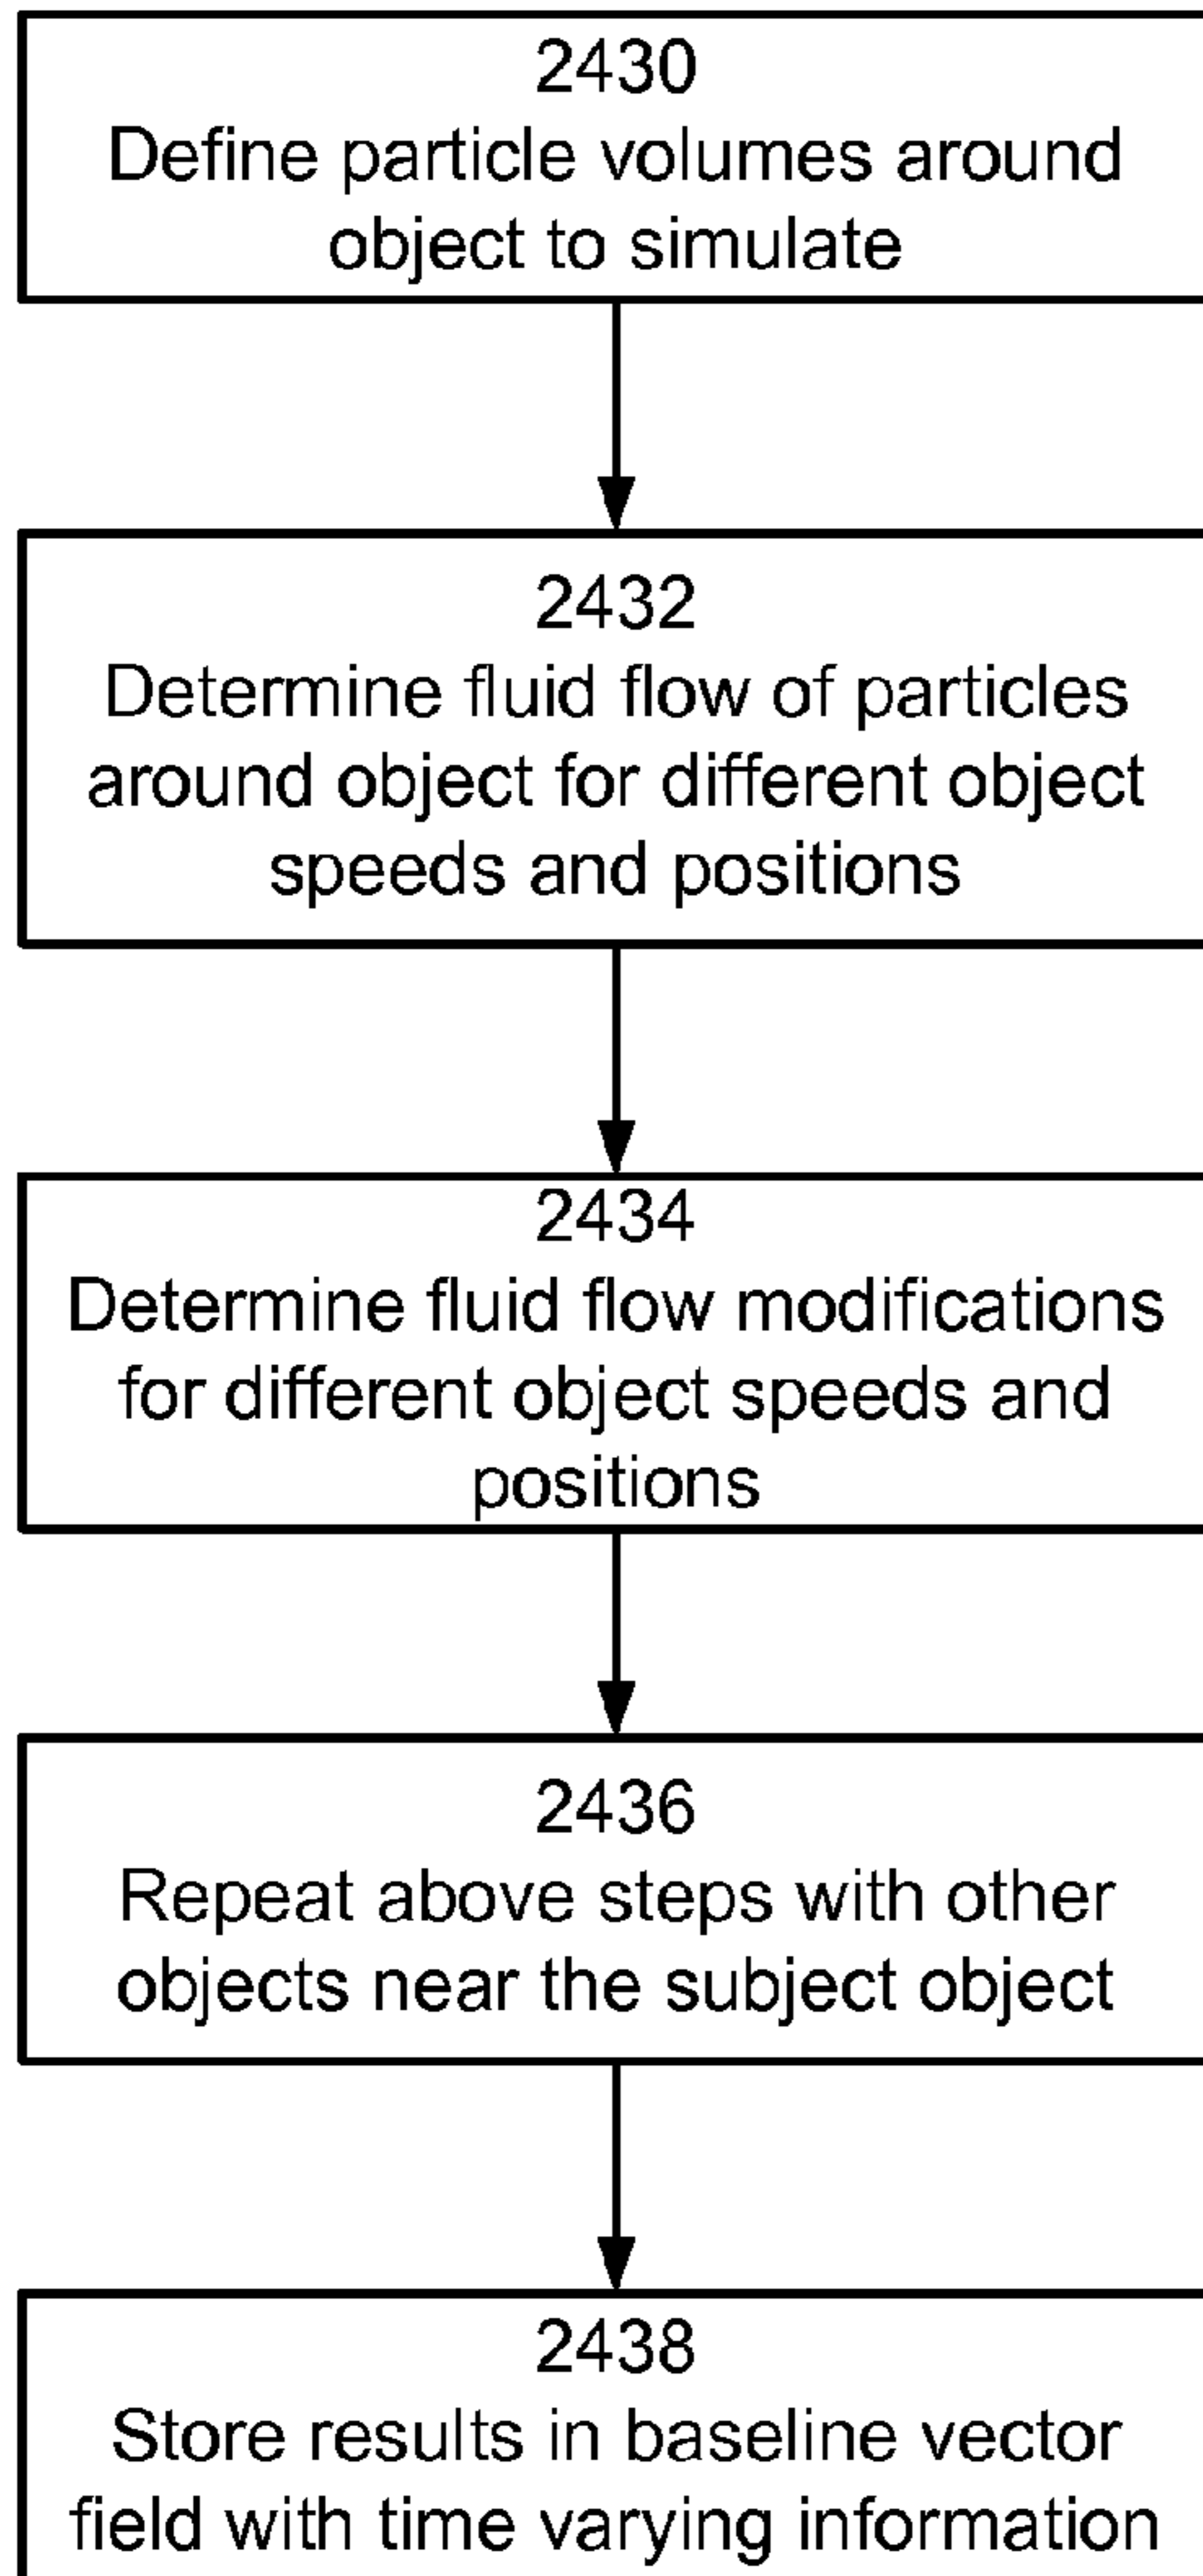 2430
Define particle volumes around
object to simulate
2432
Determine fluid flow of particles
around object for different object
speeds and positions
2434
Determine fluid flow modifications
for different object speeds and
positions
2436
Repeat above steps with other
objects near the subject object
2438
Store results in baseline vector
field with time varying information